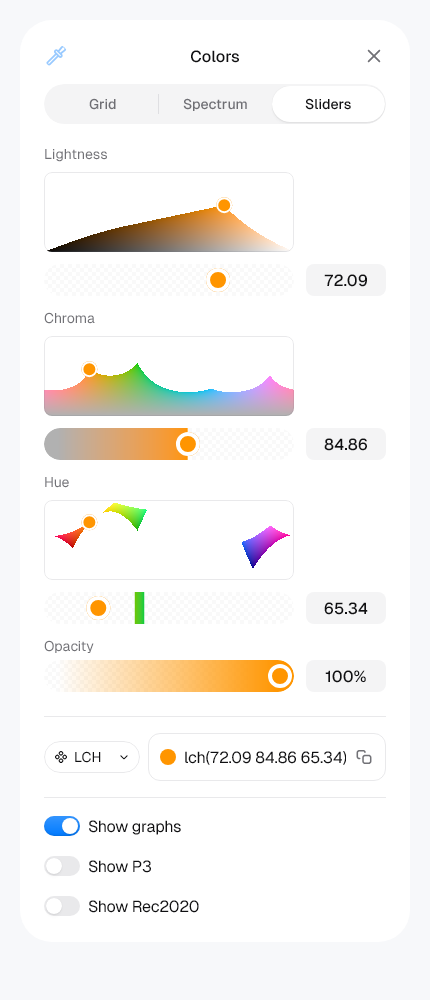 Colors
Grid Spectrum Sliders
Lightness
72.09
Chroma
84.86
Hue
65.34
Opacity
100%
LCH lch(72.09 84.86 65.34)
Show graphs
Show P3
Show Rec2020